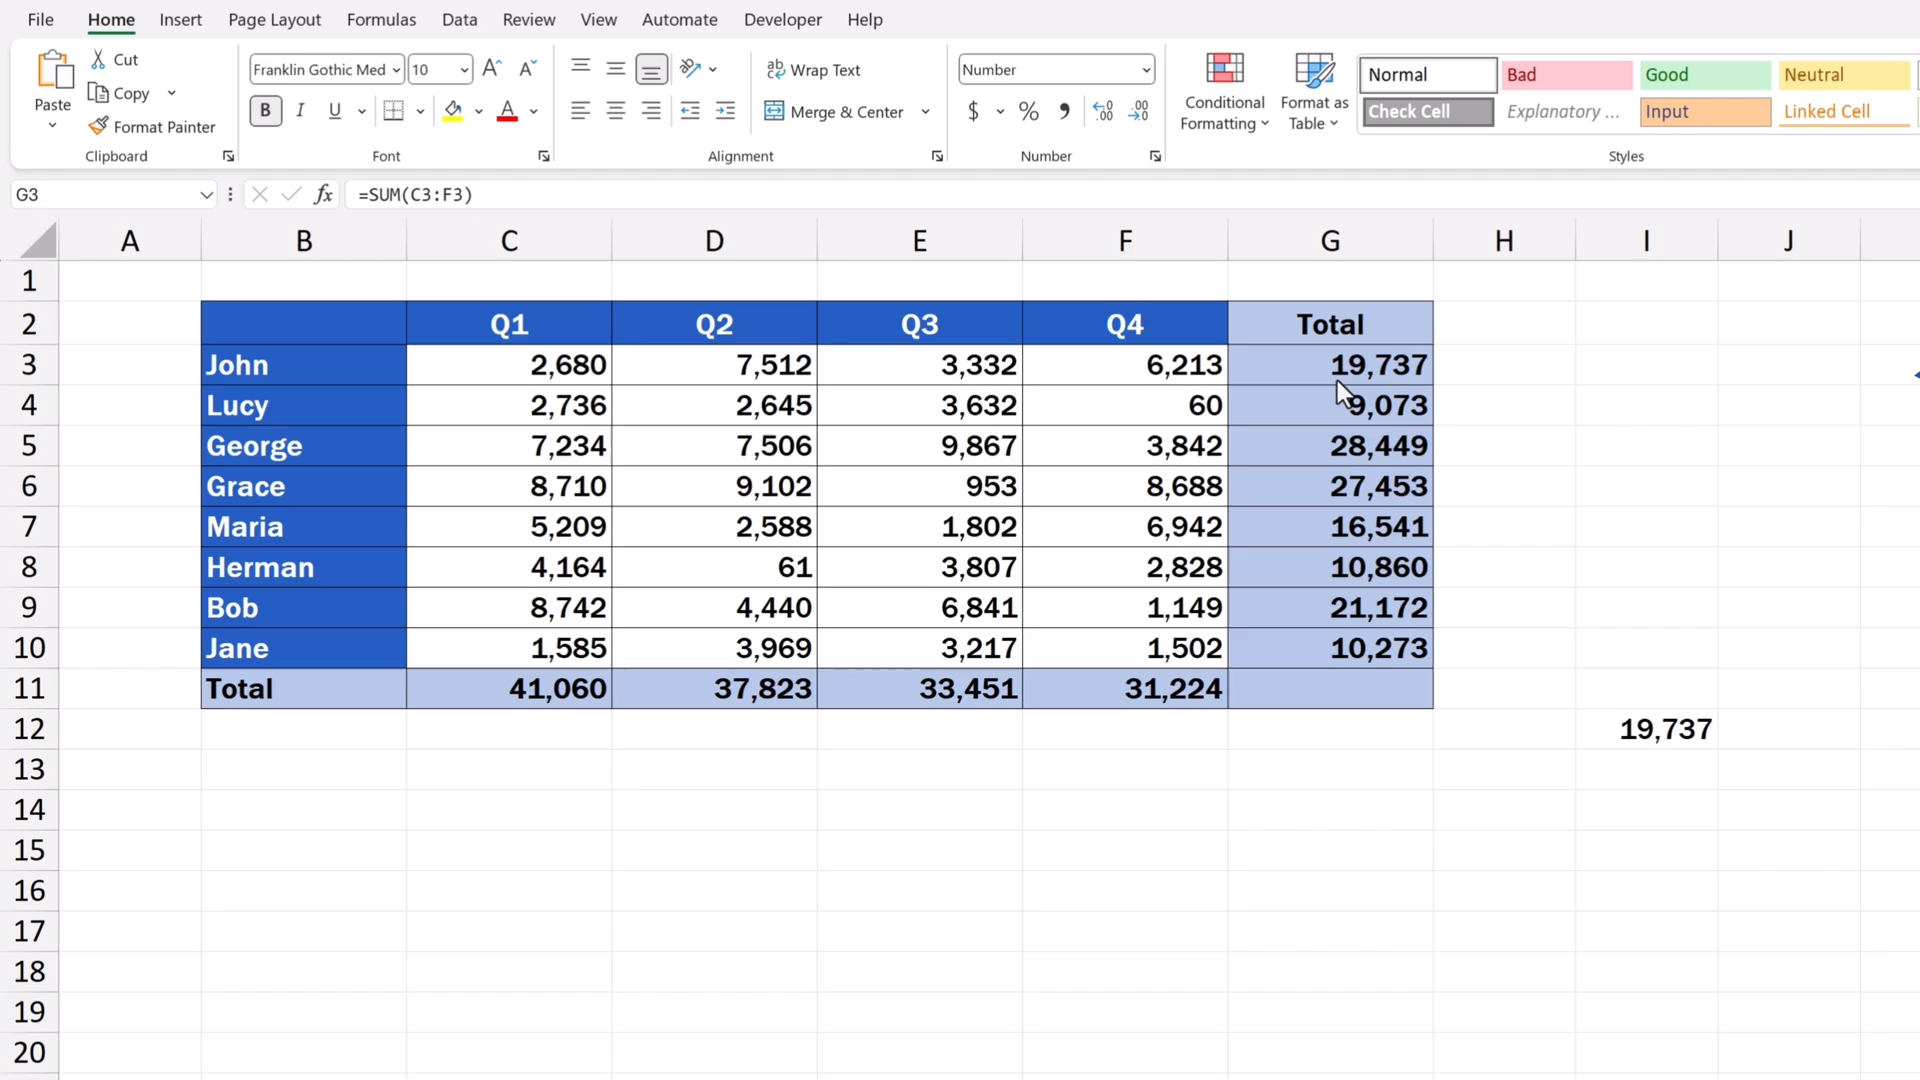 File Home Insert Page Layout Formulas Data Review View Automate Developer Help
Paste
Cut
Copy
Format Painter
Clipboard
Franklin Gothic Med 10
B I U
Font
Wrap Text
Merge & Center
Alignment
Number
$ % 9
Number
Conditional
Formatting
Format as
Table
Normal Bad Good Neutral
Check Cell Explanatory ... Input Linked Cell
Styles
G3 fx =SUM(C3:F3)
A B C D E F G H I J
1
2 Q1 Q2 Q3 Q4 Total
3 John 2,680 7,512 3,332 6,213 19,737
4 Lucy 2,736 2,645 3,632 60 9,073
5 George 7,234 7,506 9,867 3,842 28,449
6 Grace 8,710 9,102 953 8,688 27,453
7 Maria 5,209 2,588 1,802 6,942 16,541
8 Herman 4,164 61 3,807 2,828 10,860
9 Bob 8,742 4,440 6,841 1,149 21,172
10 Jane 1,585 3,969 3,217 1,502 10,273
11 Total 41,060 37,823 33,451 31,224
12 19,737
13
14
15
16
17
18
19
20